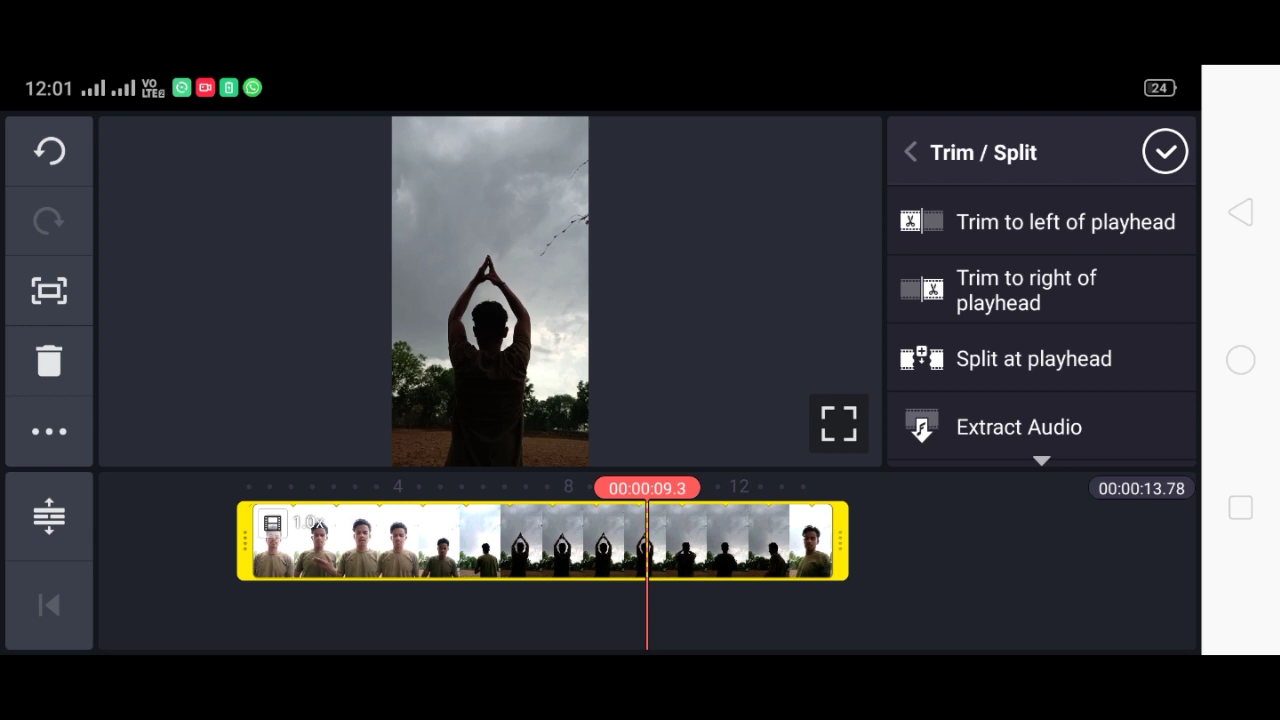 12:01 VO LTE2 24
Trim / Split
Trim to left of playhead
Trim to right of
playhead
Split at playhead
Extract Audio
4 8 00:00:09.3 12 00:00:13.78
1.0x